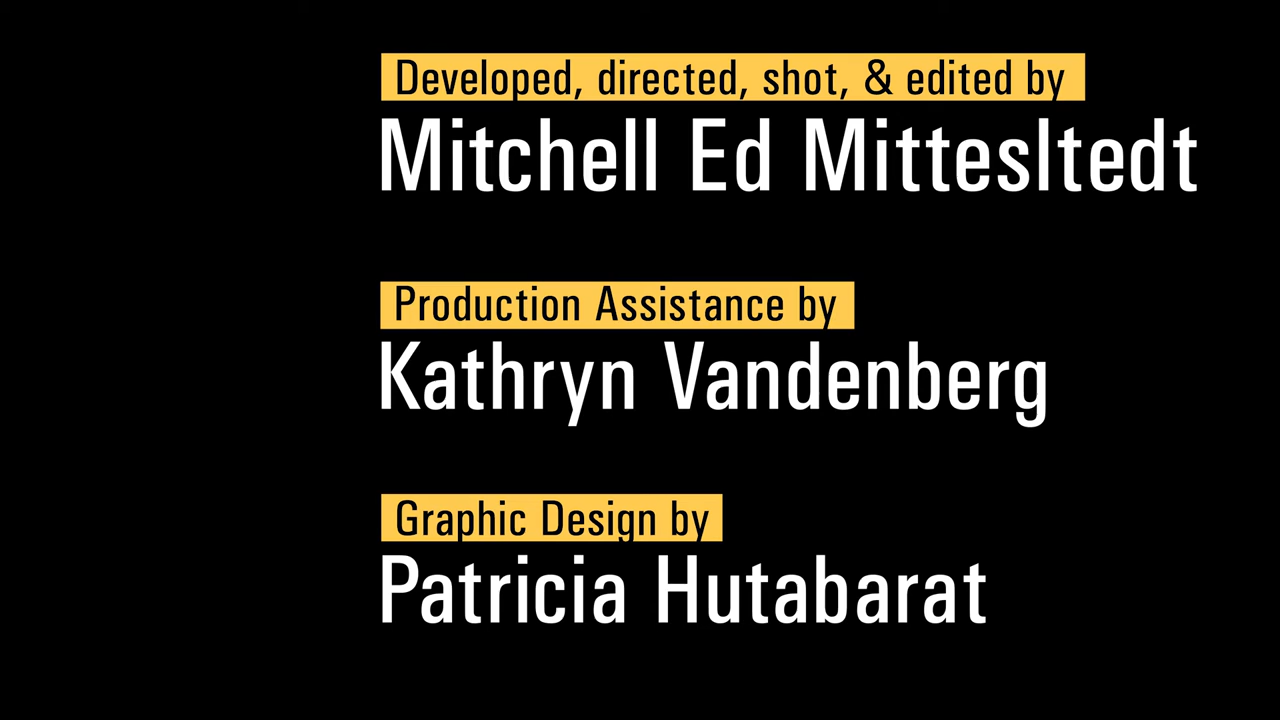 Developed, directed, shot, & edited by
Mitchell Ed Mittesltedt
Production Assistance by
Kathryn Vandenberg
Graphic Design by
Patricia Hutabarat